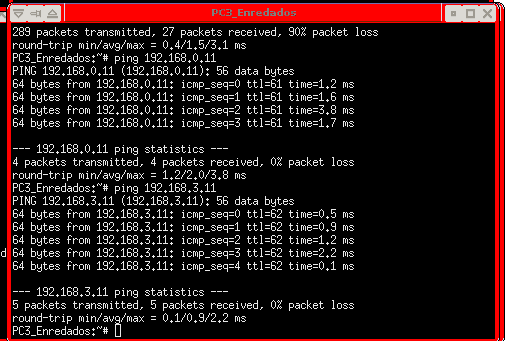 PC3_Enredados
289 packets transmitted, 27 packets received, 90% packet loss
round-trip min/avg/max = 0.4/1.5/3.1 ms
PC3_Enredados:~# ping 192.168.0.11
PING 192.168.0.11 (192.168.0.11): 56 data bytes
64 bytes from 192.168.0.11: icmp_seq=0 ttl=61 time=1.2 ms
64 bytes from 192.168.0.11: icmp_seq=1 ttl=61 time=1.6 ms
64 bytes from 192.168.0.11: icmp_seq=2 ttl=61 time=3.8 ms
64 bytes from 192.168.0.11: icmp_seq=3 ttl=61 time=1.7 ms
--- 192.168.0.11 ping statistics ---
4 packets transmitted, 4 packets received, 0% packet loss
round-trip min/avg/max = 1.2/2.0/3.8 ms
PC3_Enredados:~# ping 192.168.3.11
PING 192.168.3.11 (192.168.3.11): 56 data bytes
64 bytes from 192.168.3.11: icmp_seq=0 ttl=62 time=0.5 ms
64 bytes from 192.168.3.11: icmp_seq=1 ttl=62 time=0.9 ms
64 bytes from 192.168.3.11: icmp_seq=2 ttl=62 time=1.2 ms
64 bytes from 192.168.3.11: icmp_seq=3 ttl=62 time=2.2 ms
64 bytes from 192.168.3.11: icmp_seq=4 ttl=62 time=0.1 ms
--- 192.168.3.11 ping statistics ---
5 packets transmitted, 5 packets received, 0% packet loss
round-trip min/avg/max = 0.1/0.9/2.2 ms
PC3_Enredados:~#